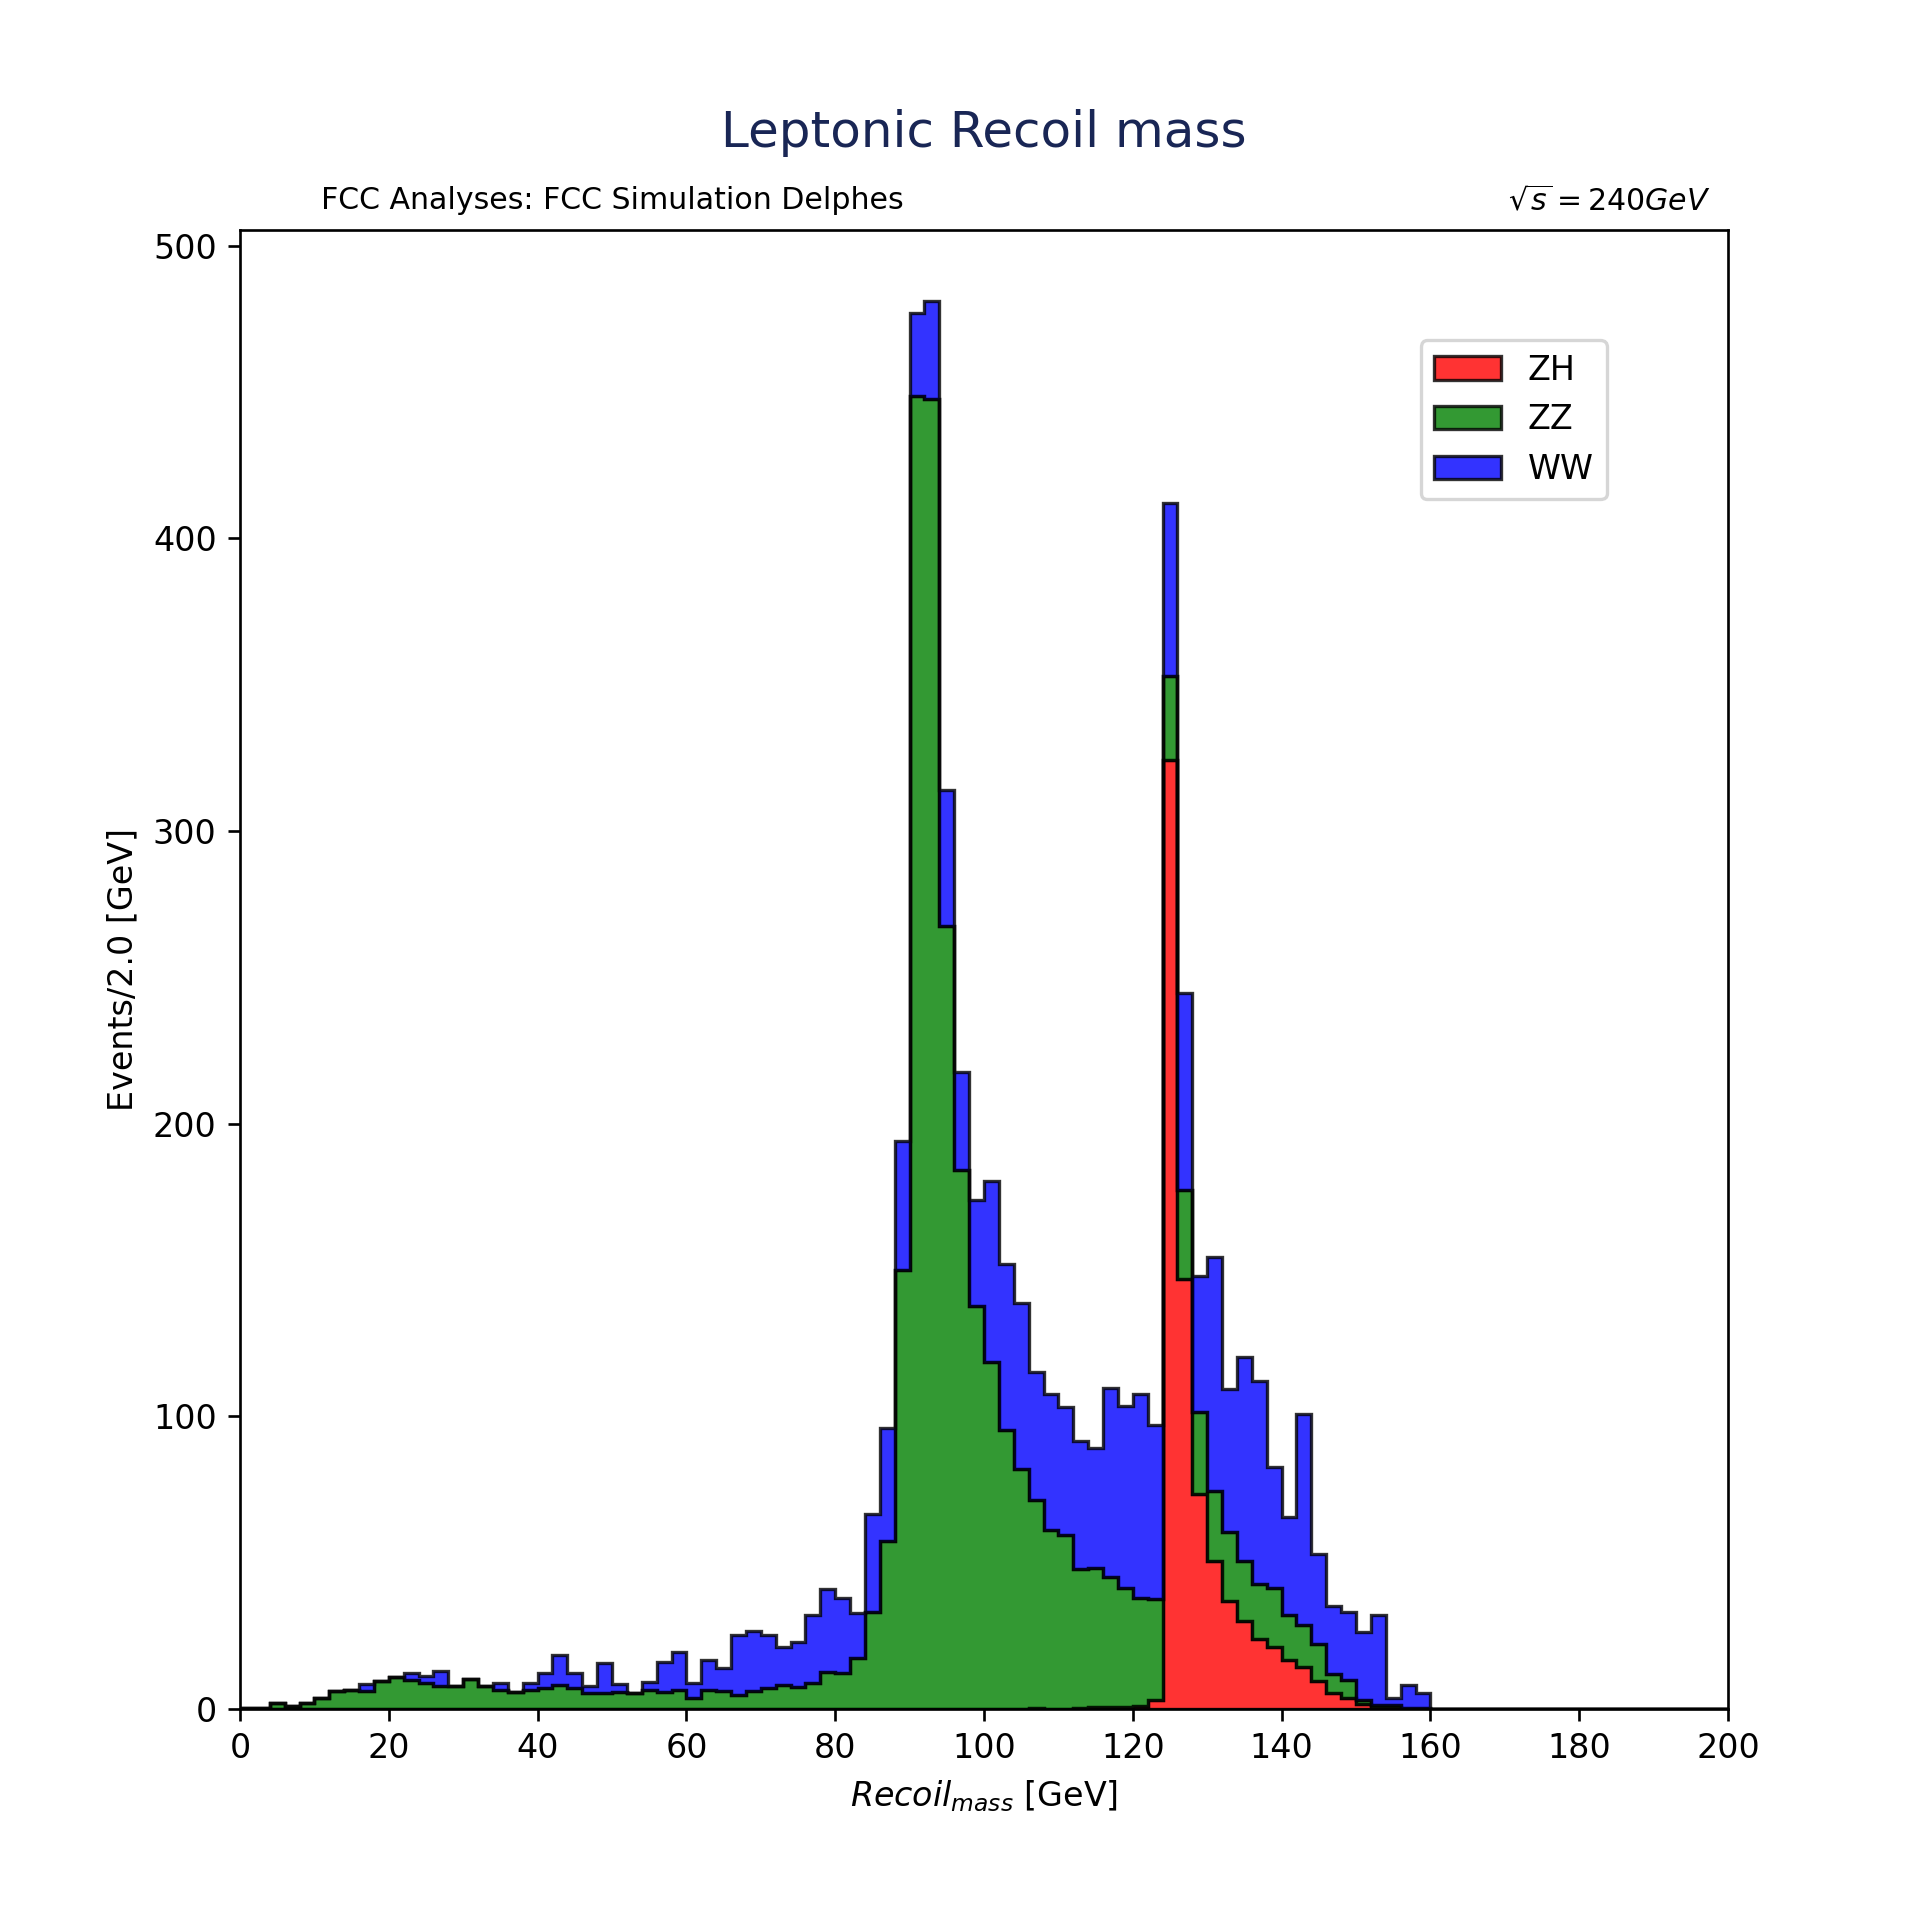 Leptonic Recoil mass
FCC Analyses: FCC Simulation Delphes
√s = 240GeV
ZH
ZZ
WW
Events/2.0 [GeV]
500
400
300
200
100
0
0 20 40 60 80 100 120 140 160 180 200
Recoil_mass [GeV]